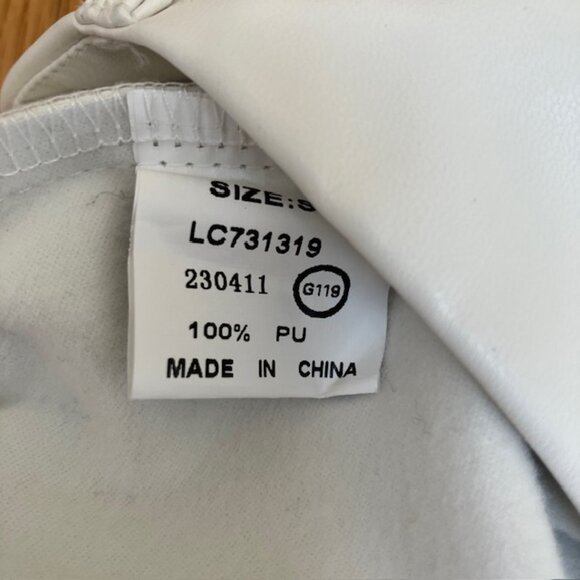 SIZE:S
LC731319
230411 G119
100% PU
MADE IN CHINA